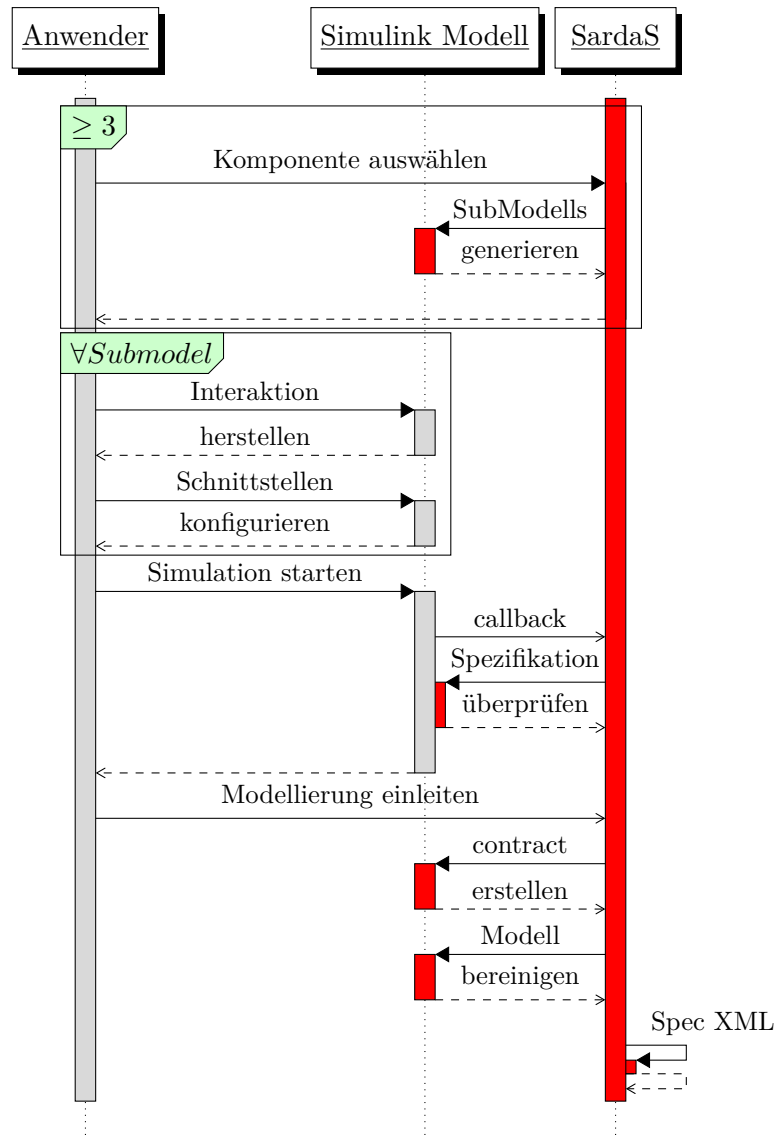 Anwender
Simulink Modell
SardaS
≥ 3
Komponente auswählen
SubModells
generieren
∀Submodel
Interaktion
herstellen
Schnittstellen
konfigurieren
Simulation starten
callback
Spezifikation
überprüfen
Modellierung einleiten
contract
erstellen
Modell
bereinigen
Spec XML